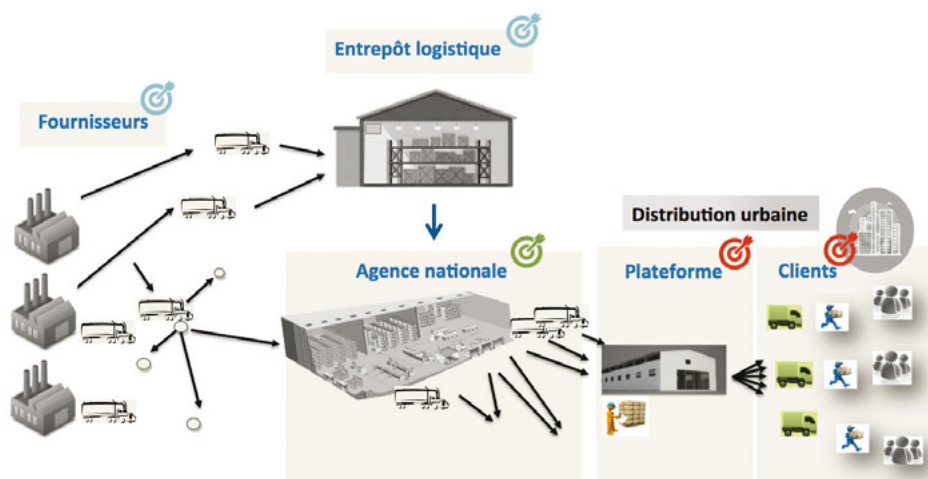 Entrepôt logistique
Fournisseurs
Distribution urbaine
Agence nationale
Plateforme
Clients